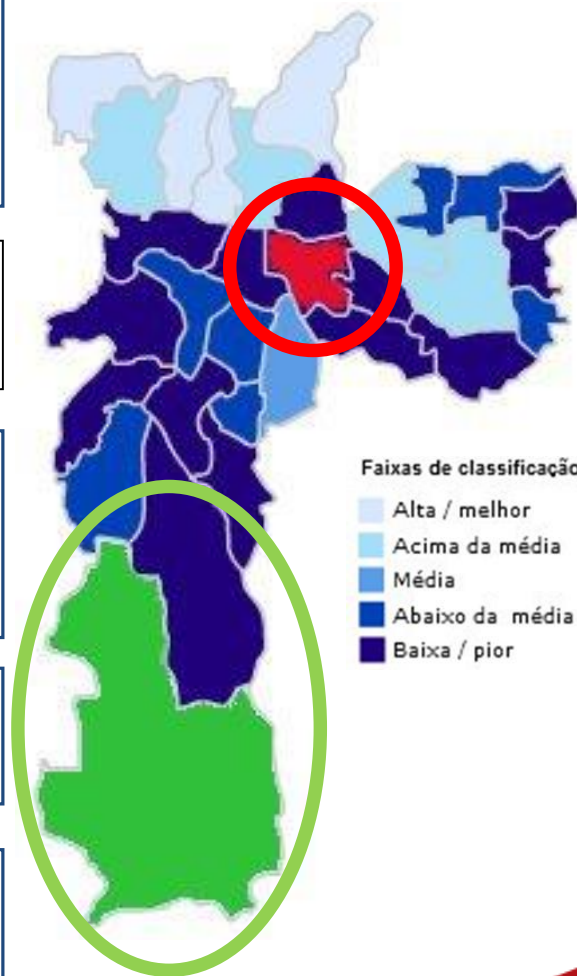 Faixas de classificação
Alta / melhor
Acima da média
Média
Abaixo da média
Baixa / pior